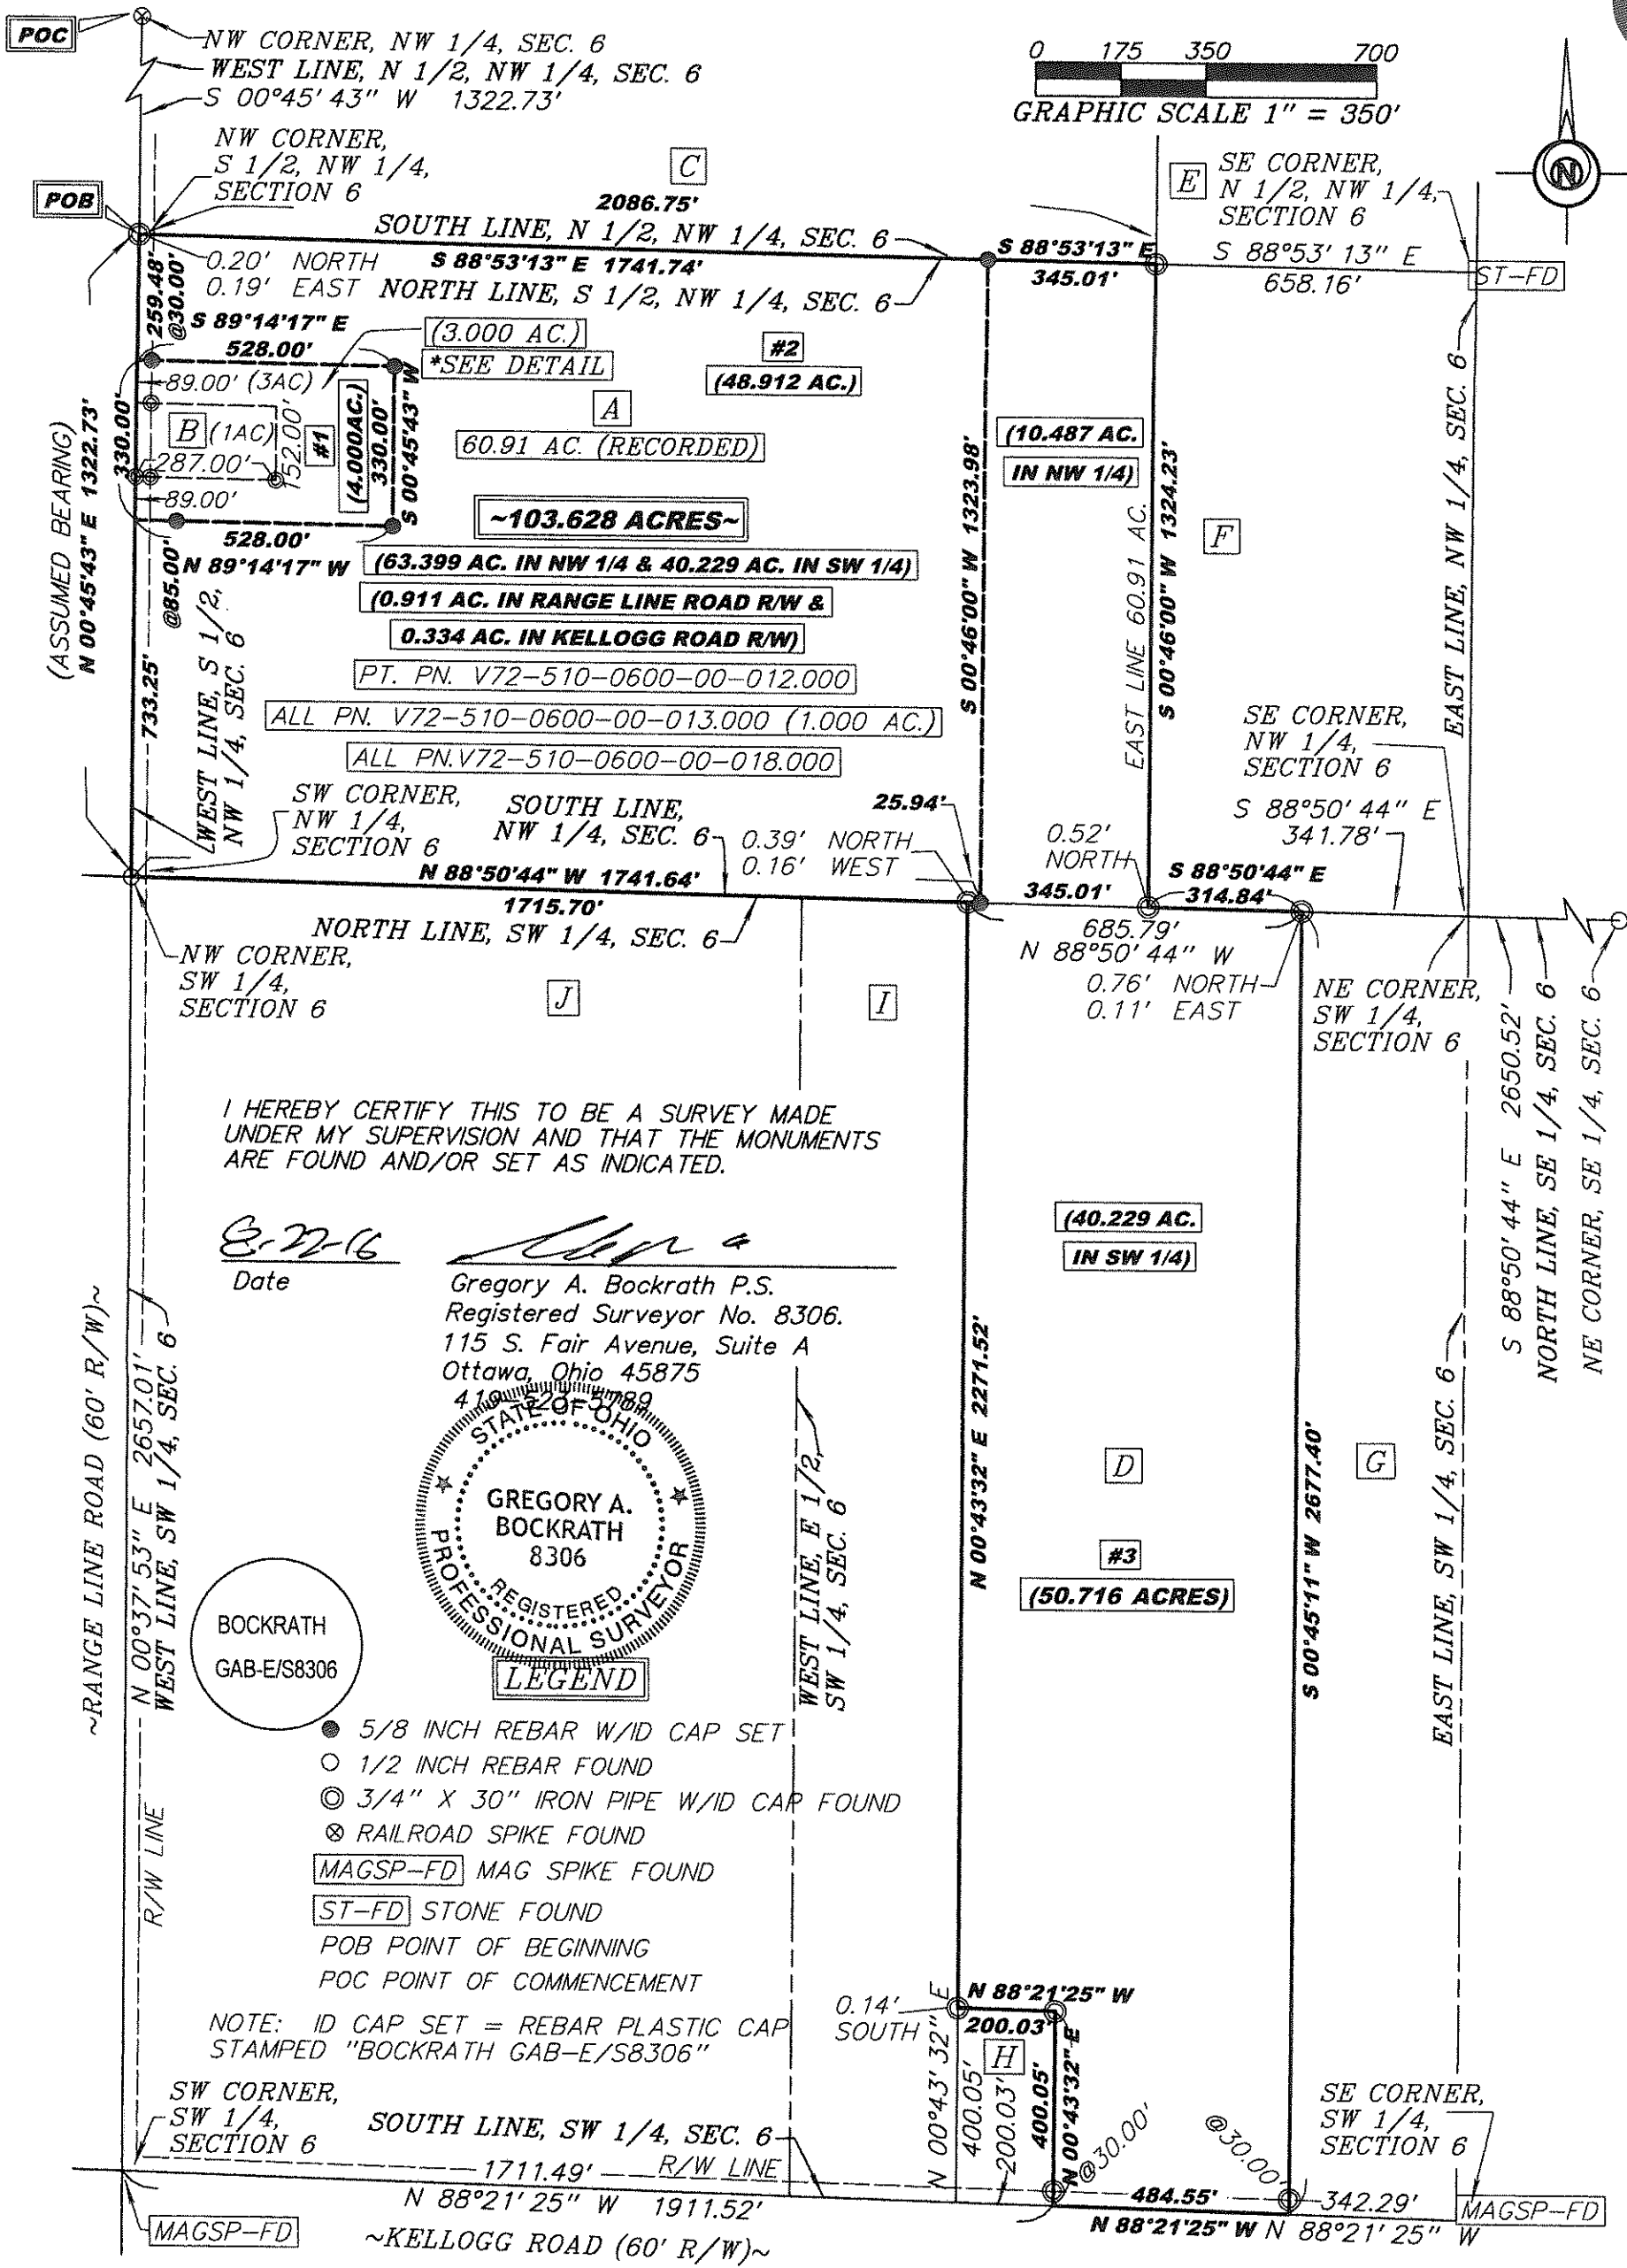 POC
NW CORNER, NW 1/4, SEC. 6
WEST LINE, N 1/2, NW 1/4, SEC. 6
S 00°45'43" W 1322.73'
0 175 350 700
GRAPHIC SCALE 1" = 350'
N
NW CORNER,
S 1/2, NW 1/4,
SECTION 6
POB
C
2086.75'
SOUTH LINE, N 1/2, NW 1/4, SEC. 6
S 88°53'13" E 1741.74'
NORTH LINE, S 1/2, NW 1/4, SEC. 6
0.20' NORTH
0.19' EAST
E
SE CORNER,
N 1/2, NW 1/4,
SECTION 6
S 88°53'13" E
345.01'
S 88°53'13" E
658.16'
ST-FD
259.48'
@30.00'
S 89°14'17" E
528.00'
(3.000 AC.)
*SEE DETAIL
#2
(48.912 AC.)
89.00' (3AC)
B (1AC)
152.00'
287.00'
89.00'
#1
(4.000AC.)
330.00'
S 00°45'43" W
330.00'
528.00'
N 89°14'17" W
@85.00'
733.25'
(ASSUMED BEARING)
N 00°45'43" E 1322.73'
A
60.91 AC. (RECORDED)
~103.628 ACRES~
(63.399 AC. IN NW 1/4 & 40.229 AC. IN SW 1/4)
(0.911 AC. IN RANGE LINE ROAD R/W &
0.334 AC. IN KELLOGG ROAD R/W)
PT. PN. V72-510-0600-00-012.000
ALL PN. V72-510-0600-00-013.000 (1.000 AC.)
ALL PN.V72-510-0600-00-018.000
WEST LINE, S 1/2,
NW 1/4, SEC. 6
(10.487 AC.
IN NW 1/4)
S 00°46'00" W 1323.98'
EAST LINE 60.91 AC.
S 00°46'00" W 1324.23'
F
EAST LINE, NW 1/4, SEC. 6
SW CORNER,
NW 1/4,
SECTION 6
SOUTH LINE,
NW 1/4, SEC. 6
25.94'
0.39' NORTH
0.16' WEST
0.52'
NORTH
SE CORNER,
NW 1/4,
SECTION 6
S 88°50'44" E
341.78'
N 88°50'44" W 1741.64'
1715.70'
NORTH LINE, SW 1/4, SEC. 6
345.01'
S 88°50'44" E
314.84'
685.79'
N 88°50'44" W
0.76' NORTH
0.11' EAST
NW CORNER,
SW 1/4,
SECTION 6
J
I
NE CORNER,
SW 1/4,
SECTION 6
S 88°50'44" E 2650.52'
NORTH LINE, SE 1/4, SEC. 6
NE CORNER, SE 1/4, SEC. 6
I HEREBY CERTIFY THIS TO BE A SURVEY MADE
UNDER MY SUPERVISION AND THAT THE MONUMENTS
ARE FOUND AND/OR SET AS INDICATED.
8-22-16
Date
Gregory A. Bockrath P.S.
Registered Surveyor No. 8306.
115 S. Fair Avenue, Suite A
Ottawa, Ohio 45875
419-523-5789
STATE OF OHIO
GREGORY A.
BOCKRATH
8306
REGISTERED
PROFESSIONAL SURVEYOR
BOCKRATH
GAB-E/S8306
~RANGE LINE ROAD (60' R/W)~
N 00°37'53" E 2657.01'
WEST LINE, SW 1/4, SEC. 6
R/W LINE
WEST LINE, E 1/2,
SW 1/4, SEC. 6
(40.229 AC.
IN SW 1/4)
N 00°43'32" E 2271.52'
D
#3
(50.716 ACRES)
S 00°45'11" W 2677.40'
G
EAST LINE, SW 1/4, SEC. 6
LEGEND
5/8 INCH REBAR W/ID CAP SET
1/2 INCH REBAR FOUND
3/4" X 30" IRON PIPE W/ID CAP FOUND
RAILROAD SPIKE FOUND
MAGSP-FD MAG SPIKE FOUND
ST-FD STONE FOUND
POB POINT OF BEGINNING
POC POINT OF COMMENCEMENT
NOTE: ID CAP SET = REBAR PLASTIC CAP
STAMPED "BOCKRATH GAB-E/S8306"
0.14'
SOUTH
N 88°21'25" W
200.03'
H
N 00°43'32" E
400.05'
200.03'
400.05'
N 00°43'32" E
@30.00'
@30.00'
SW CORNER,
SW 1/4,
SECTION 6
SOUTH LINE, SW 1/4, SEC. 6
1711.49'
R/W LINE
N 88°21'25" W 1911.52'
MAGSP-FD
~KELLOGG ROAD (60' R/W)~
484.55'
N 88°21'25" W
342.29'
N 88°21'25" W
SE CORNER,
SW 1/4,
SECTION 6
MAGSP-FD